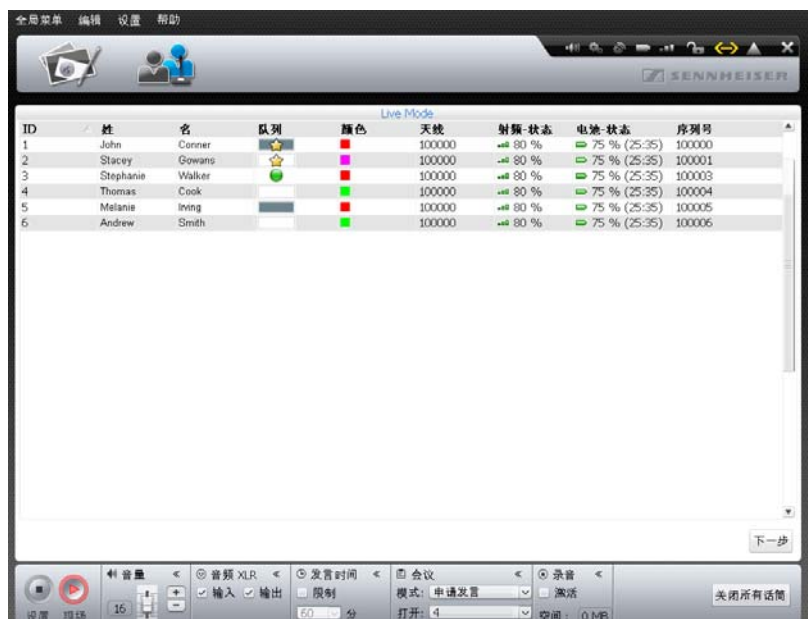 全局菜单 编辑 设置 帮助
SENNHEISER
Live Mode
ID 姓 名 队列 颜色 天线 射频-状态 电池-状态 序列号
1 John Conner 100000 80 % 75 % (25:35) 100000
2 Stacey Gowans 100000 80 % 75 % (25:35) 100001
3 Stephanie Walker 100000 80 % 75 % (25:35) 100003
4 Thomas Cook 100000 80 % 75 % (25:35) 100004
5 Melanie Irving 100000 80 % 75 % (25:35) 100005
6 Andrew Smith 100000 80 % 75 % (25:35) 100006
下一步
音量 音频 XLR 发言时间 会议 录音
输入 输出 限制 模式: 申请发言 激活 关闭所有话筒
设置 现场 16 60 分 打开: 4 空间: 0 MB